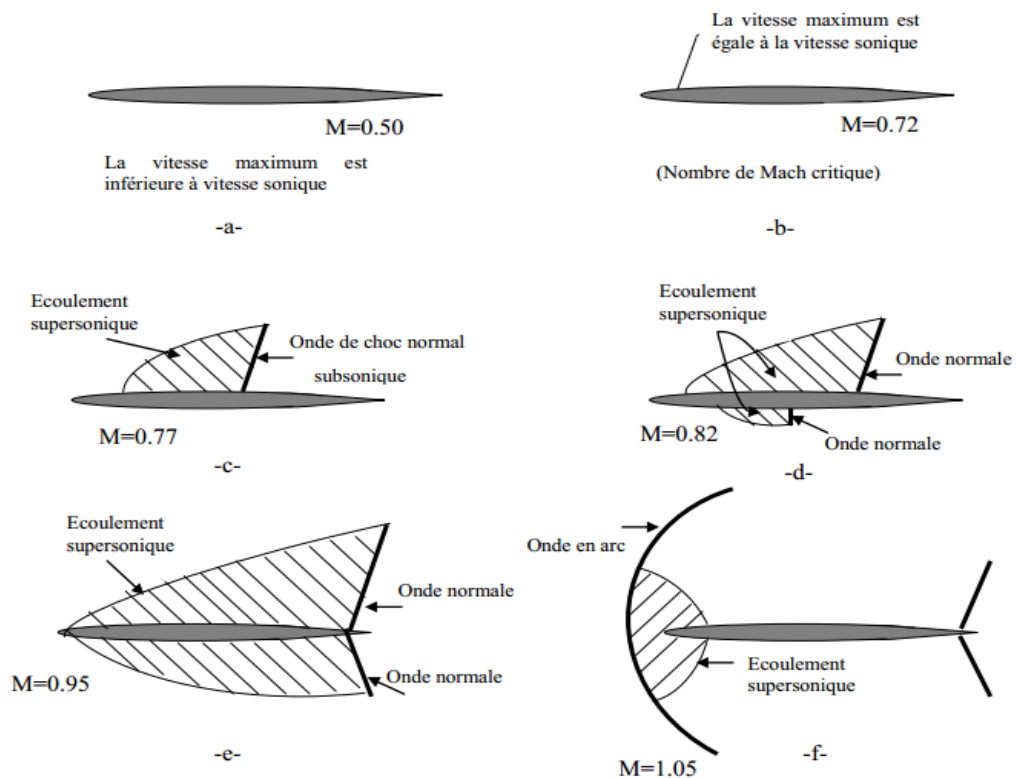 M=0.50
La vitesse maximum est
inférieure à vitesse sonique
-a-
La vitesse maximum est
égale à la vitesse sonique
M=0.72
(Nombre de Mach critique)
-b-
Ecoulement
supersonique
Onde de choc normal
subsonique
M=0.77
-c-
Ecoulement
supersonique
Onde normale
M=0.82
Onde normale
-d-
Ecoulement
supersonique
Onde normale
M=0.95
Onde normale
-e-
Onde en arc
Ecoulement
supersonique
M=1.05
-f-